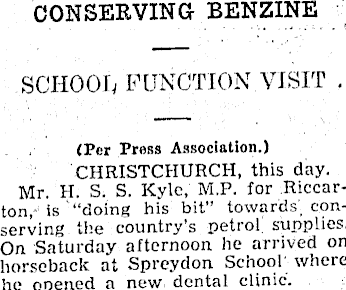 CONSERVING BENZINE
SCHOOL FUNCTION VISIT.
(Per Press Association.)
CHRISTCHURCH, this day.
Mr. H. S. S. Kyle, M.P. for Riccar-
ton, is "doing his bit" towards con-
serving the country's petrol supplies.
On Saturday afternoon he arrived on
horseback at Spreydon School where
he opened a new dental clinic.